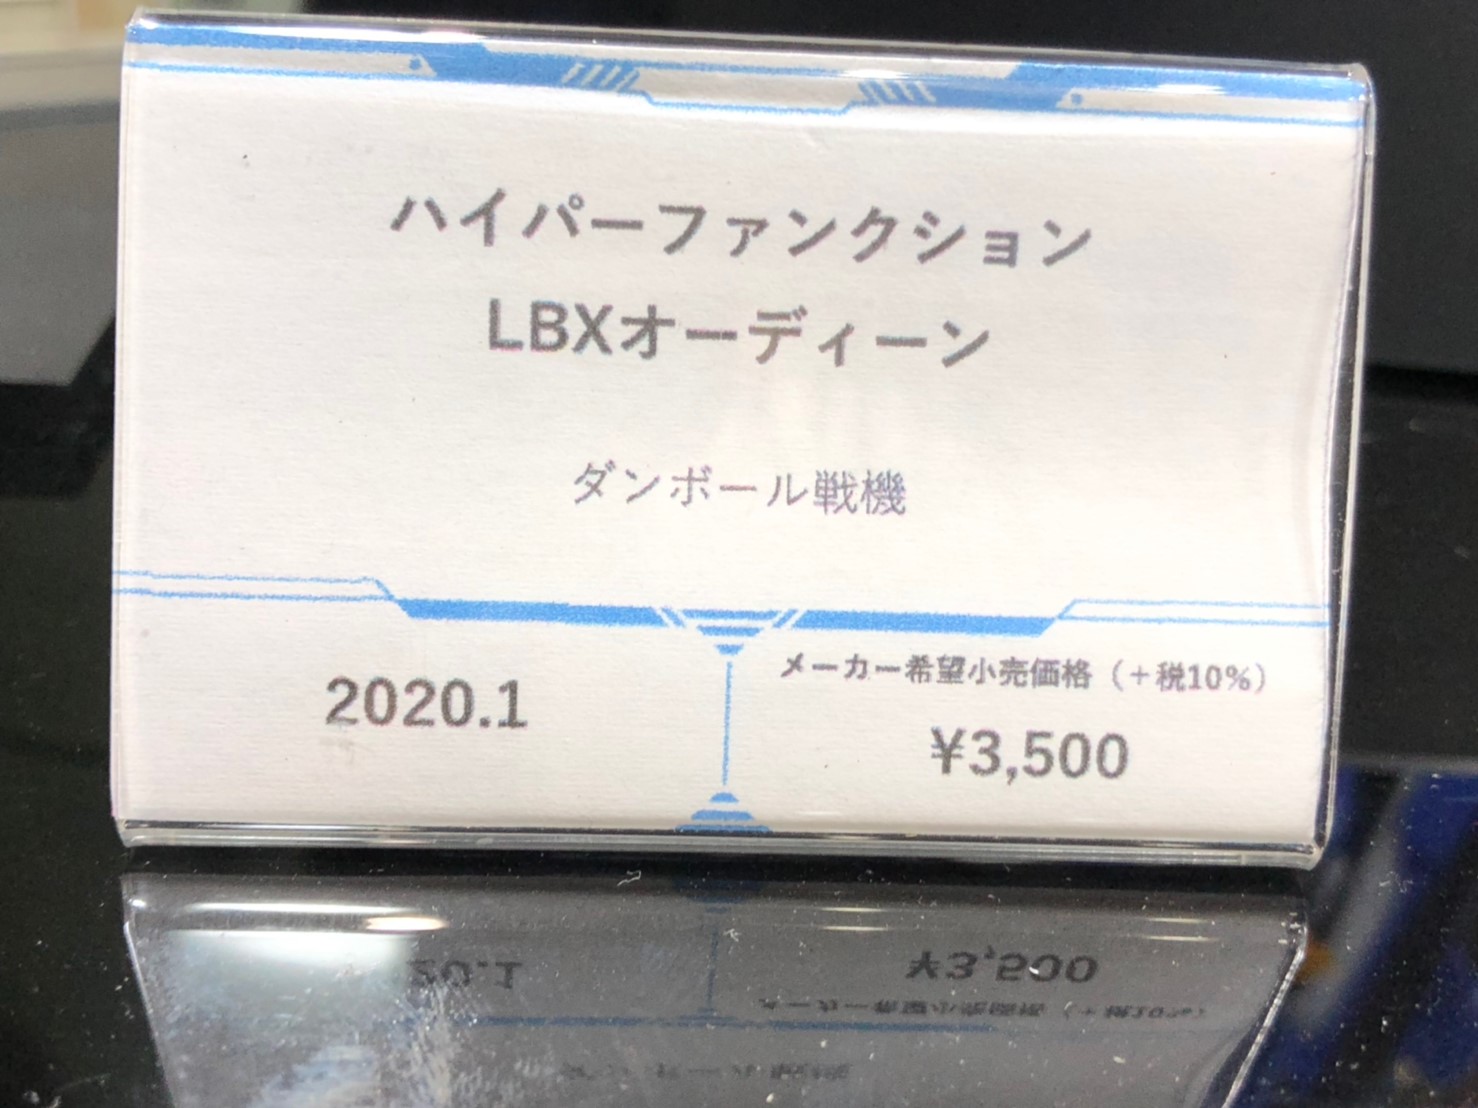 ハイパーファンクション
LBXオーディーン
ダンボール戦機
2020.1
メーカー希望小売価格（＋税10%）
¥3,500